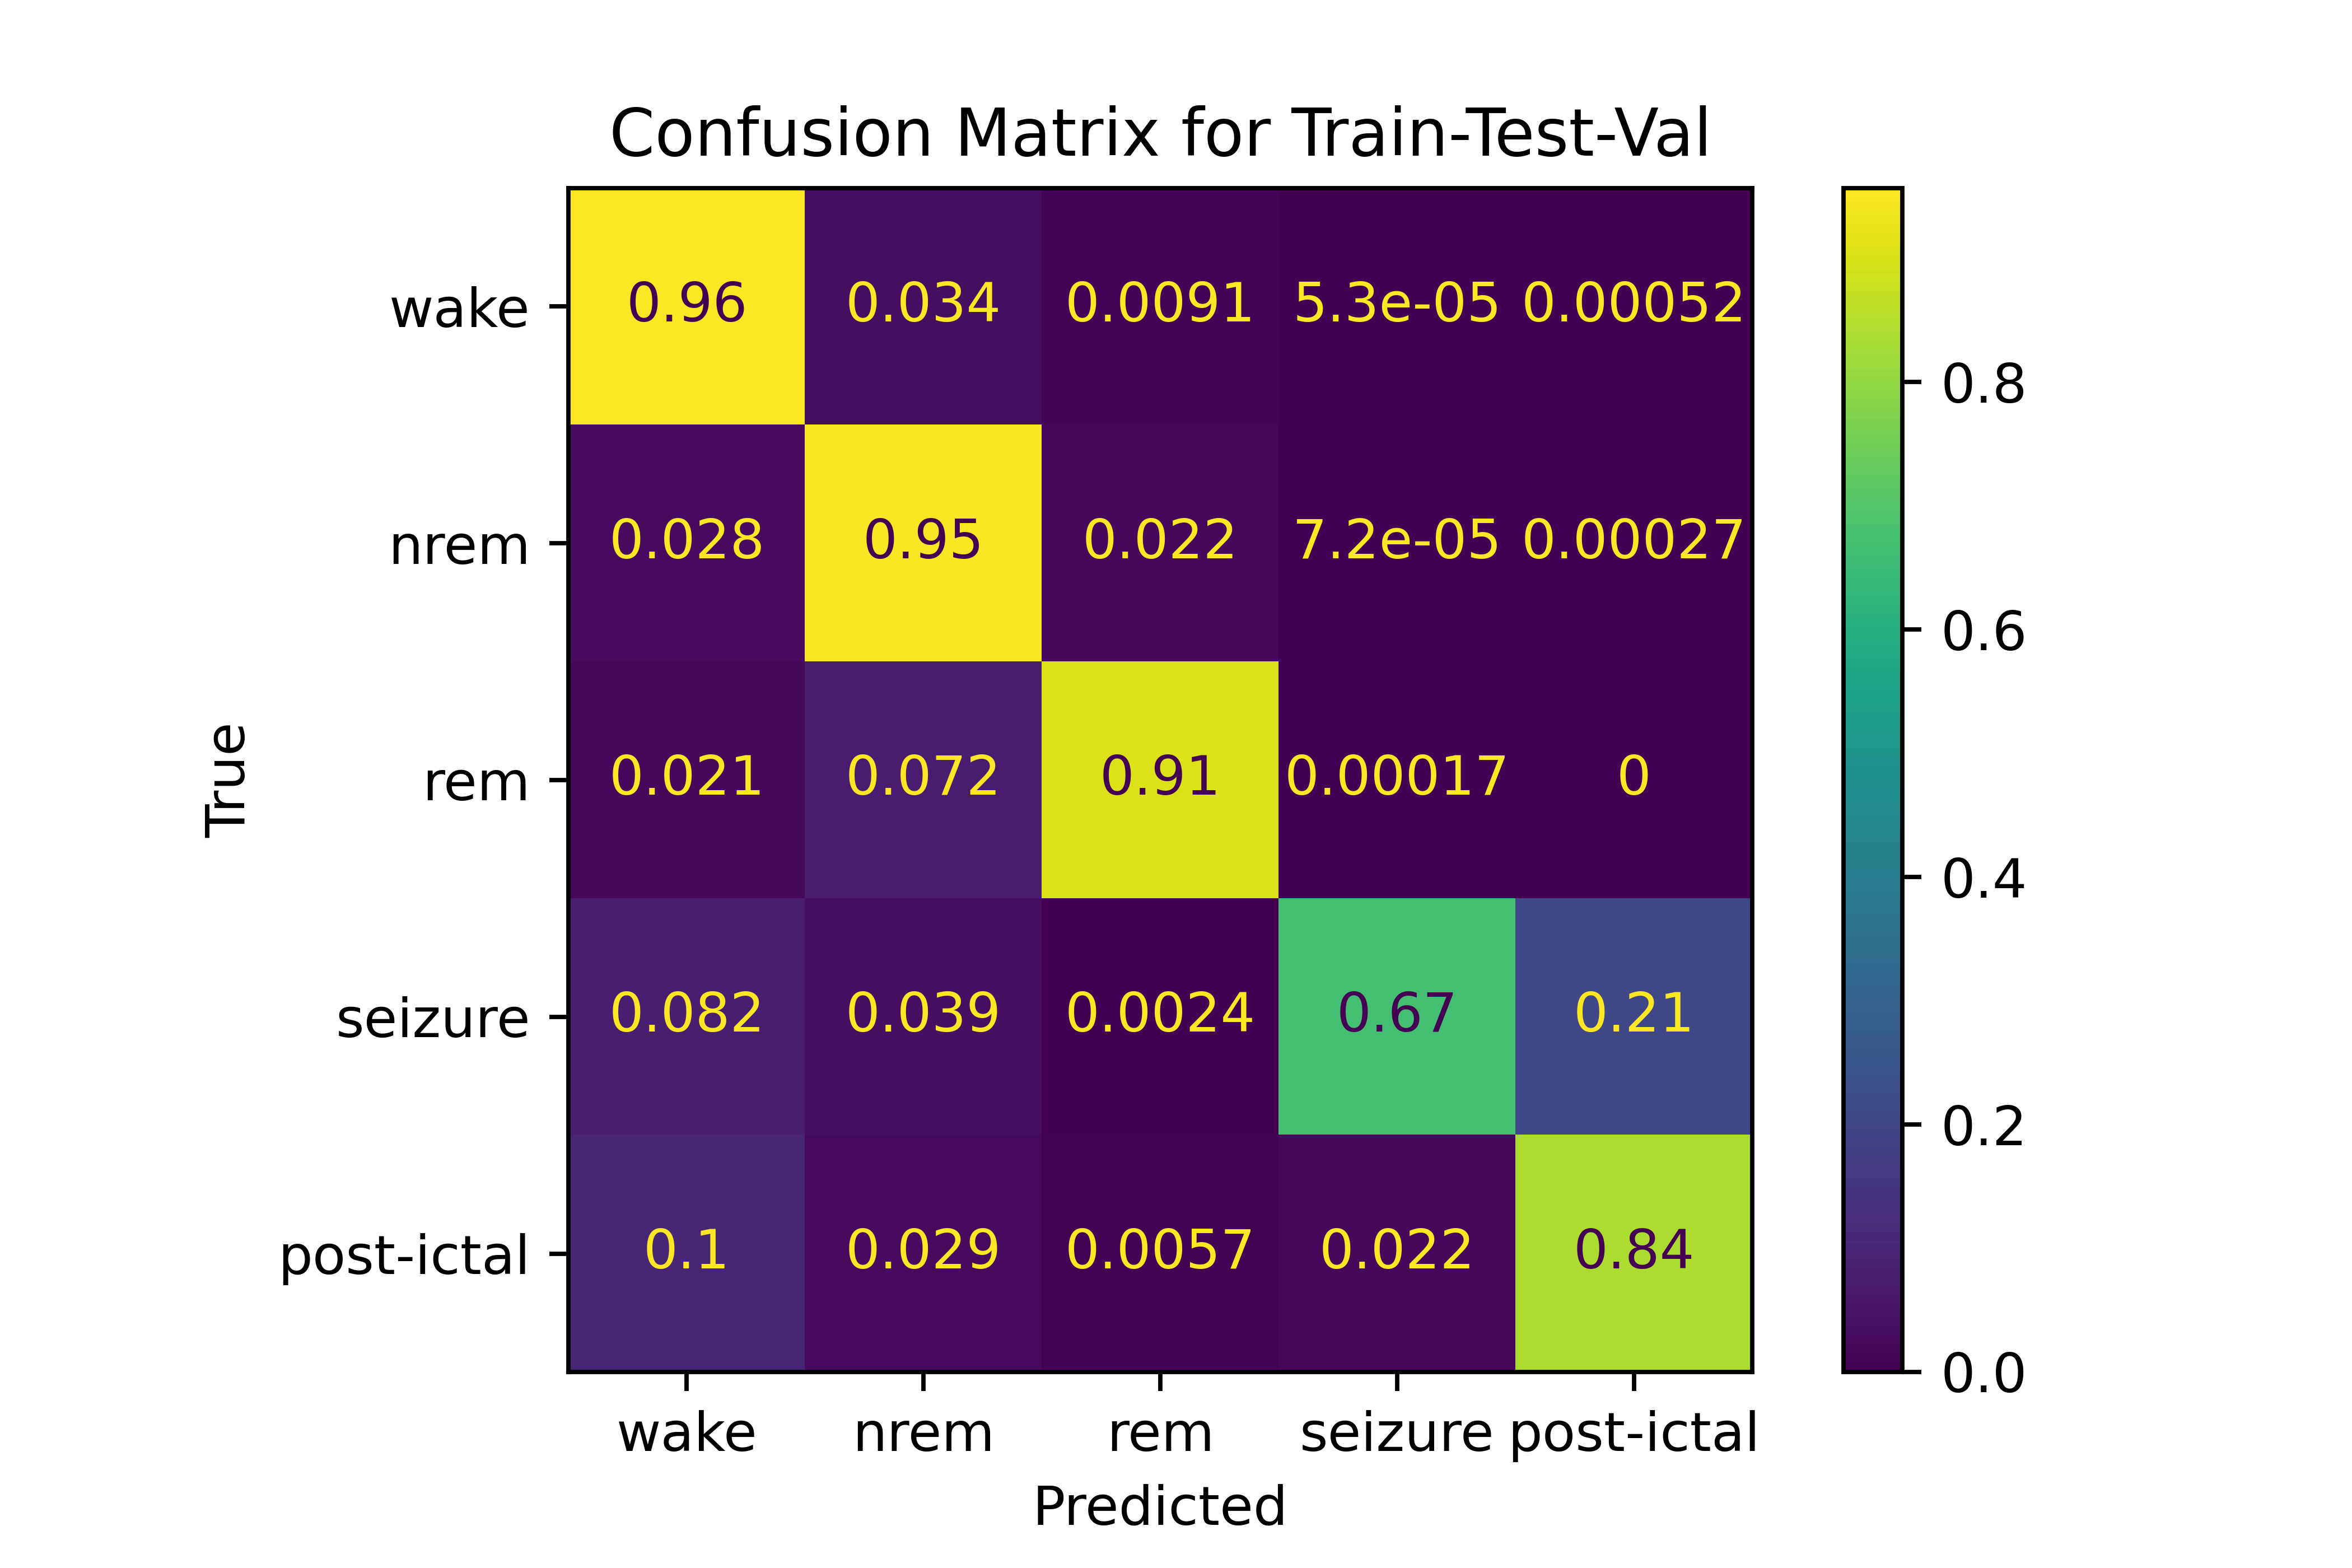 Confusion Matrix for Train-Test-Val
True
wake 0.96 0.034 0.0091 5.3e-05 0.00052
nrem 0.028 0.95 0.022 7.2e-05 0.00027
rem 0.021 0.072 0.91 0.00017 0
seizure 0.082 0.039 0.0024 0.67 0.21
post-ictal 0.1 0.029 0.0057 0.022 0.84
wake nrem rem seizure post-ictal
Predicted
0.8
0.6
0.4
0.2
0.0